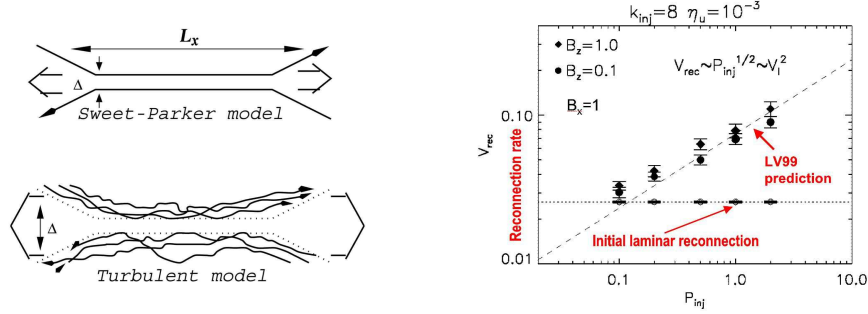 L_x
Δ
Sweet-Parker model
Δ
Turbulent model
k_inj=8 η_u=10^-3
B_z=1.0
B_z=0.1
V_rec~P_inj^1/2~V_l^2
B_x=1
0.10
0.01
V_rec
Reconnection rate
LV99
prediction
Initial laminar reconnection
0.1
1.0
10.0
P_inj